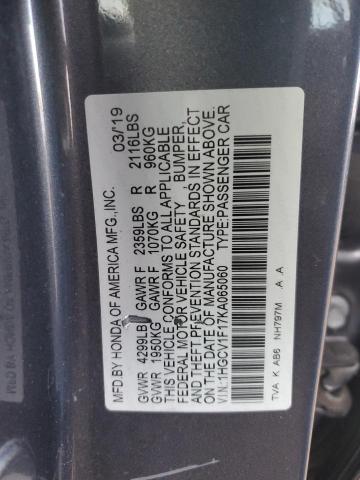 MFD.BY HONDA OF AMERICA MFG.,INC. 03/19
GVWR 4299LB GAWR F 2359LBS R 2116LBS
1950KG GAWR F 1070KG R 960KG
THIS VEHICLE CONFORMS TO ALL APPLICABLE
FEDERAL MOTOR VEHICLE SAFETY, BUMPER,
AND THEFT PREVENTION STANDARDS IN EFFECT
ON THE DATE OF MANUFACTURE SHOWN ABOVE.
V.I.N.:1HGCV1F17KA065060 TYPE:PASSENGER CAR
TVA K AB6 NH797M A A